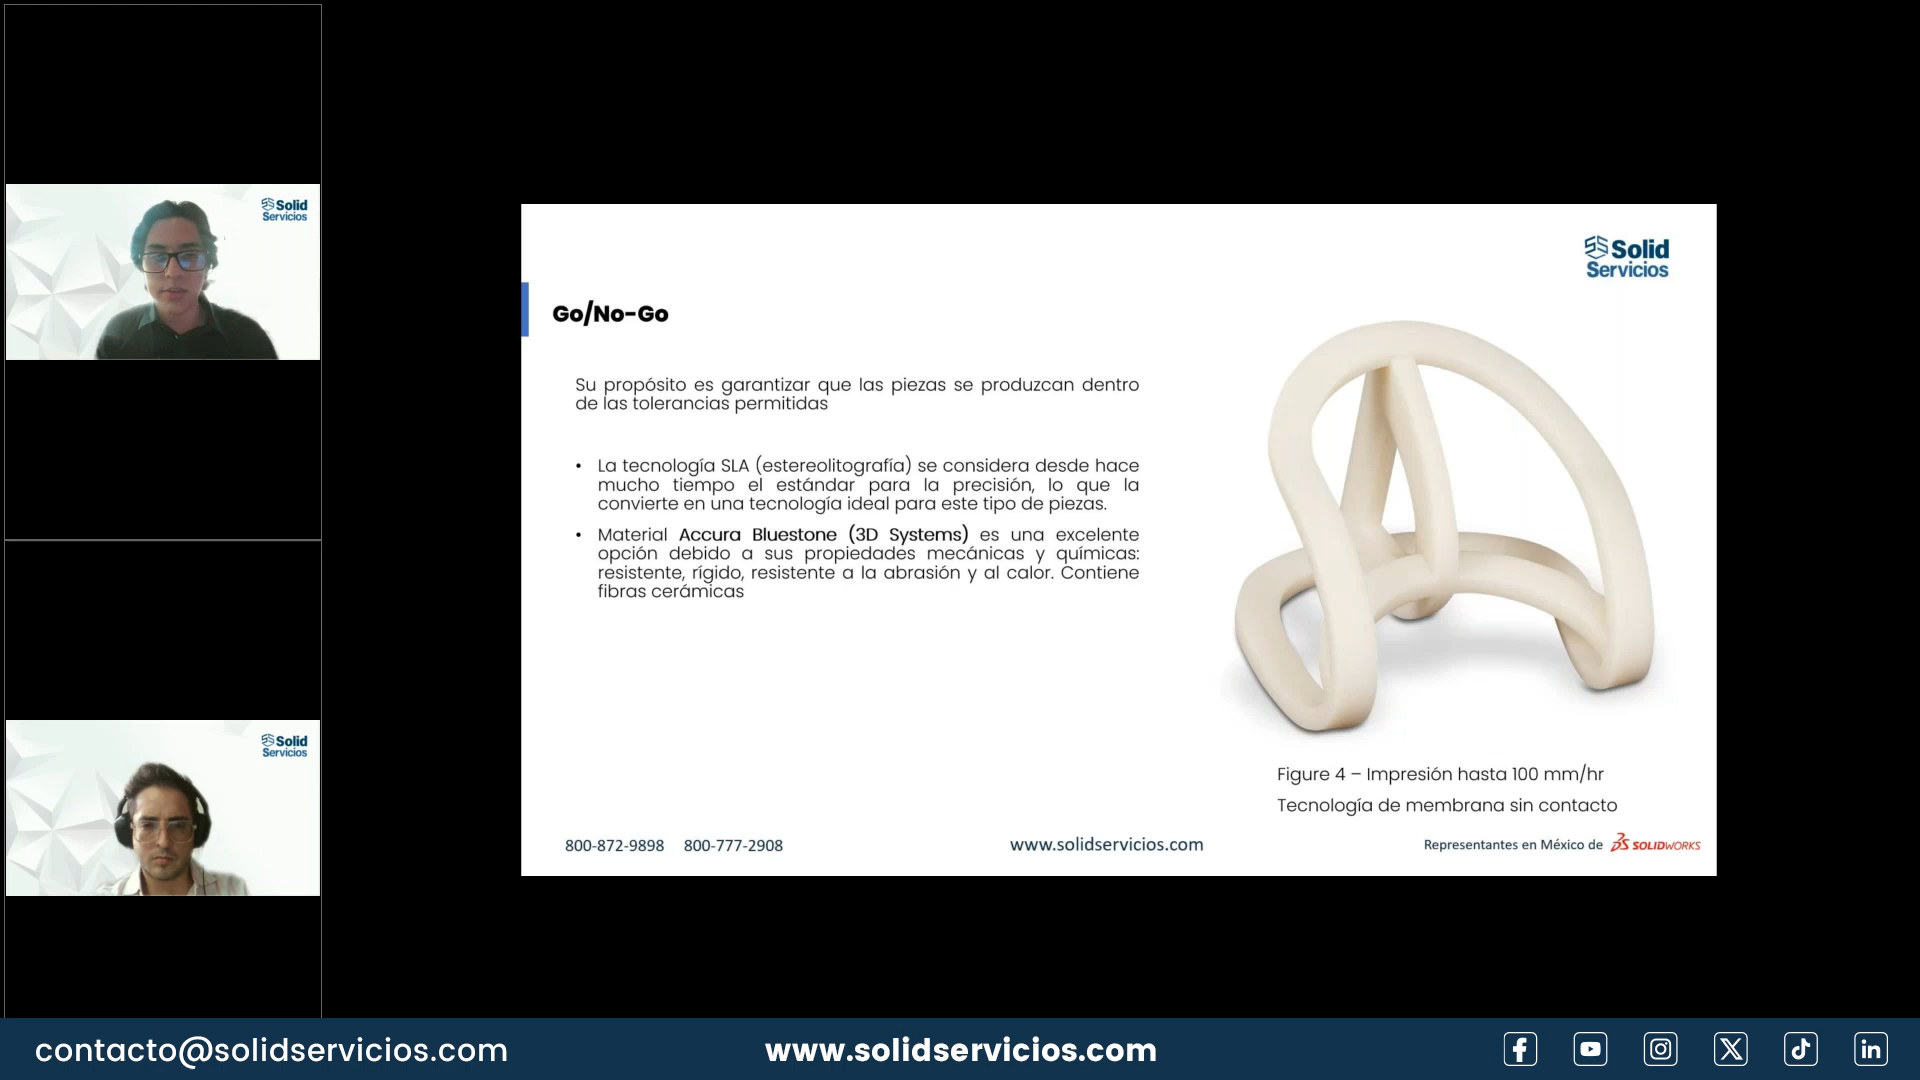 Solid
Servicios
Solid
Servicios
Solid
Servicios
Go/No-Go
Su propósito es garantizar que las piezas se produzcan dentro
de las tolerancias permitidas
• La tecnología SLA (estereolitografía) se considera desde hace
mucho tiempo el estándar para la precisión, lo que la
convierte en una tecnología ideal para este tipo de piezas.
• Material Accura Bluestone (3D Systems) es una excelente
opción debido a sus propiedades mecánicas y químicas:
resistente, rígido, resistente a la abrasión y al calor. Contiene
fibras cerámicas
Figure 4 – Impresión hasta 100 mm/hr
Tecnología de membrana sin contacto
800-872-9898 800-777-2908
www.solidservicios.com
Representantes en México de SOLIDWORKS
contacto@solidservicios.com
www.solidservicios.com